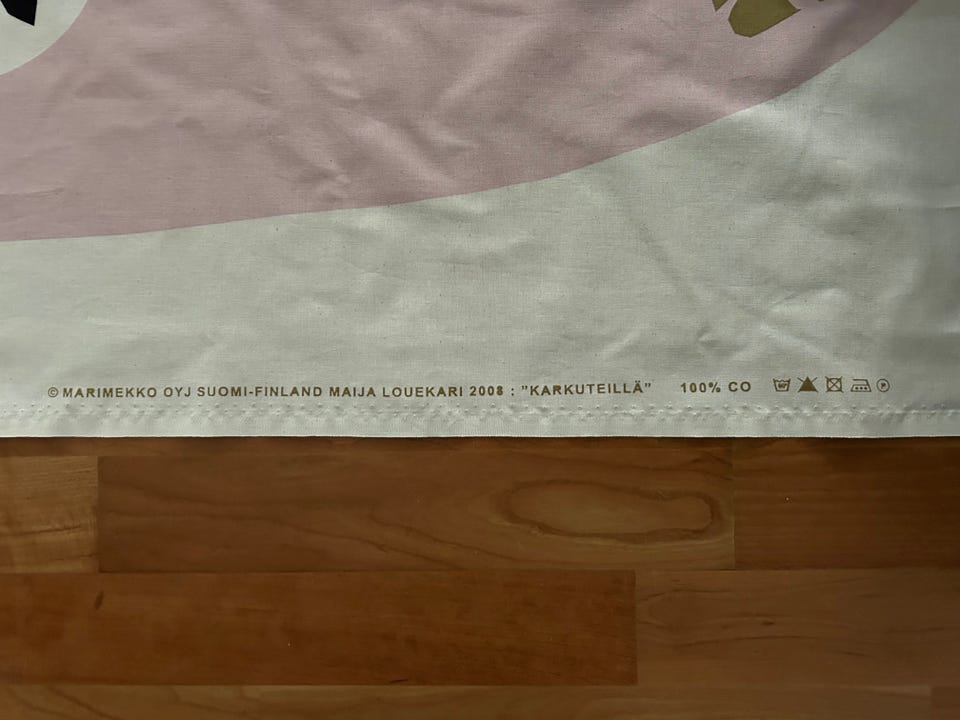 © MARIMEKKO OYJ SUOMI-FINLAND MAIJA LOUEKARI 2008 : "KARKUTEILLÄ" 100% CO